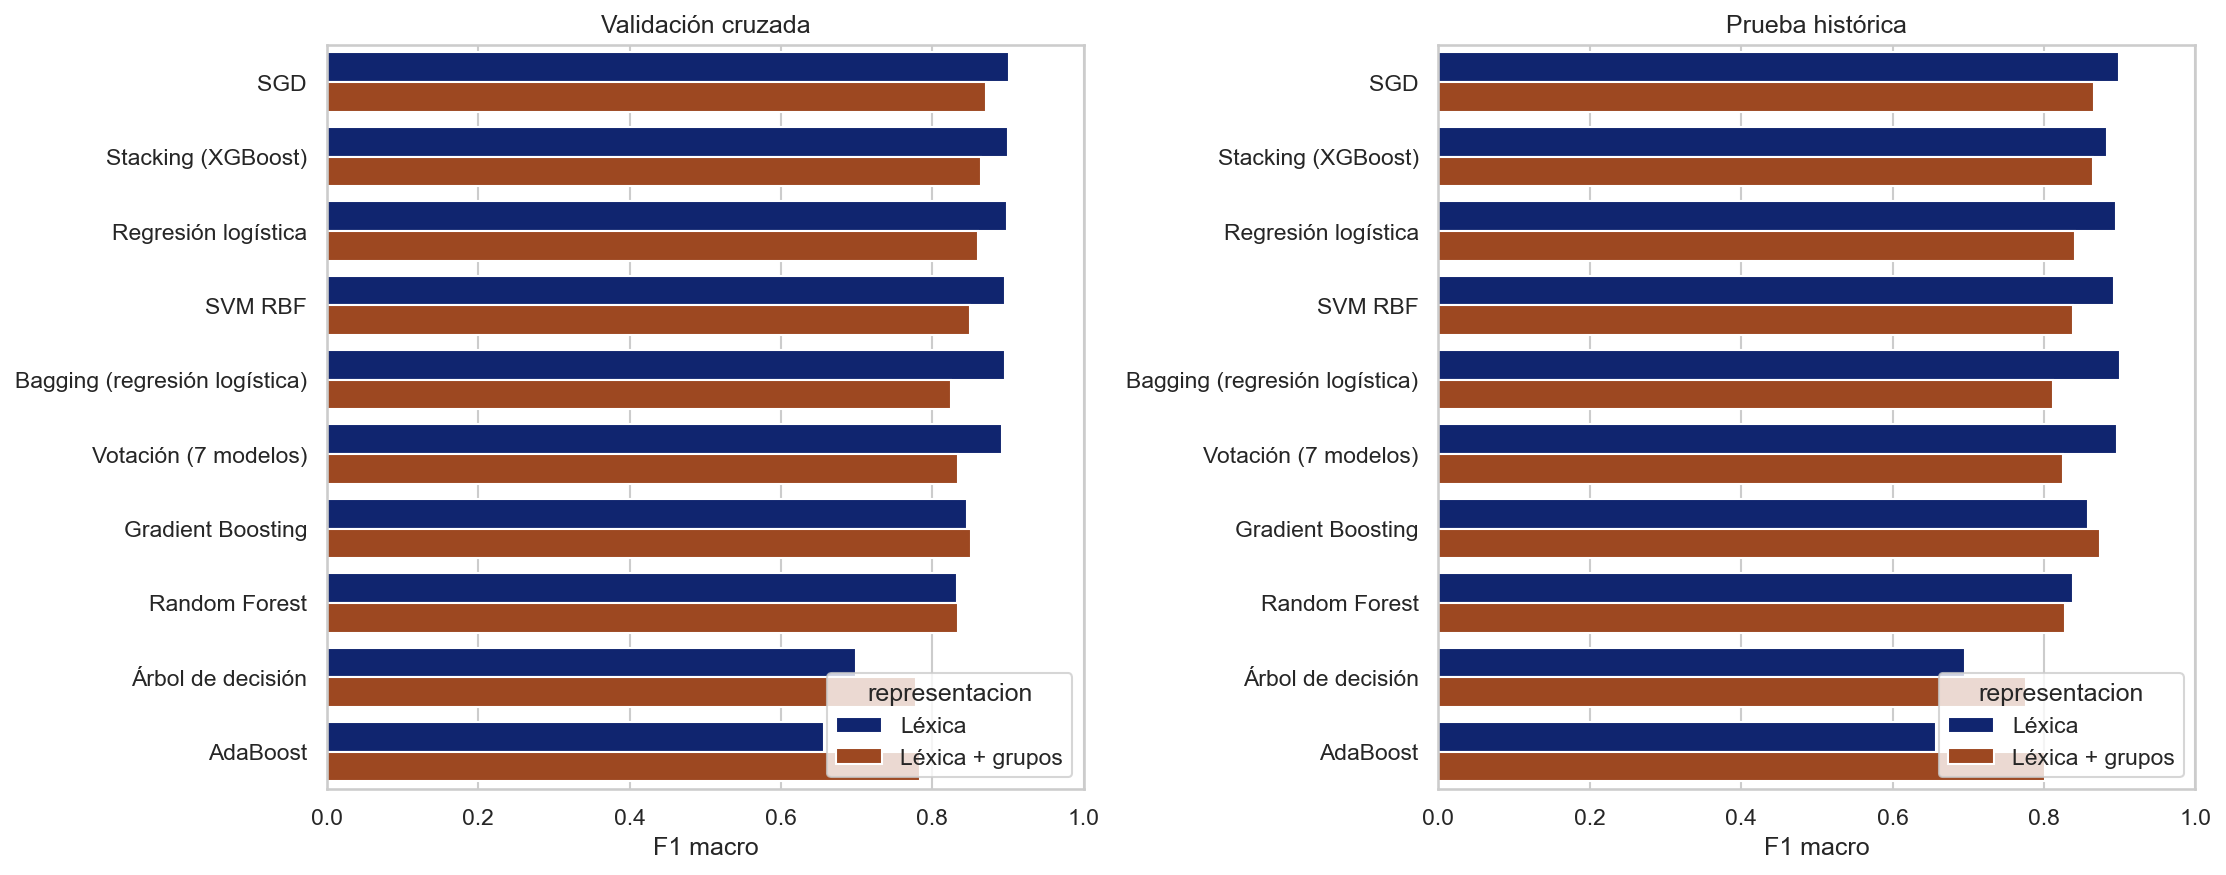 Validación cruzada
SGD
Stacking (XGBoost)
Regresión logística
SVM RBF
Bagging (regresión logística)
Votación (7 modelos)
Gradient Boosting
Random Forest
Árbol de decisión
AdaBoost
representacion
Léxica
Léxica + grupos
0.0 0.2 0.4 0.6 0.8 1.0
F1 macro
Prueba histórica
SGD
Stacking (XGBoost)
Regresión logística
SVM RBF
Bagging (regresión logística)
Votación (7 modelos)
Gradient Boosting
Random Forest
Árbol de decisión
AdaBoost
representacion
Léxica
Léxica + grupos
0.0 0.2 0.4 0.6 0.8 1.0
F1 macro